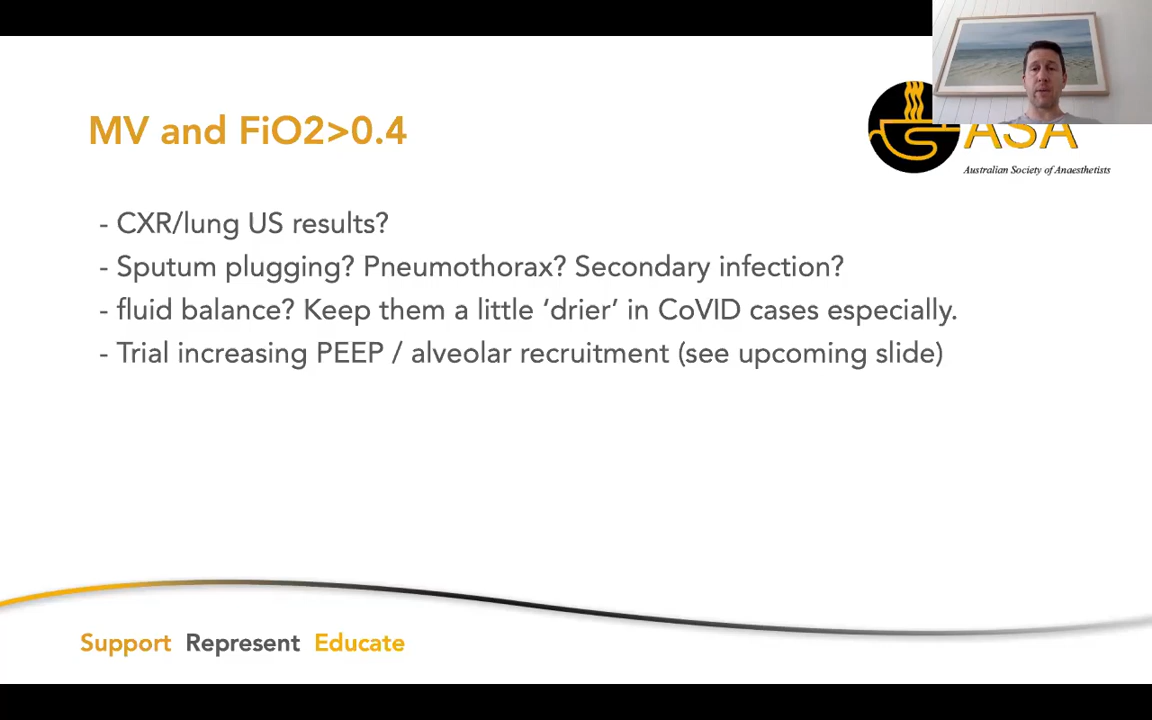 MV and FiO2>0.4
ASA
Australian Society of Anaesthetists
- CXR/lung US results?
- Sputum plugging? Pneumothorax? Secondary infection?
- fluid balance? Keep them a little ‘drier’ in CoVID cases especially.
- Trial increasing PEEP / alveolar recruitment (see upcoming slide)
Support Represent Educate